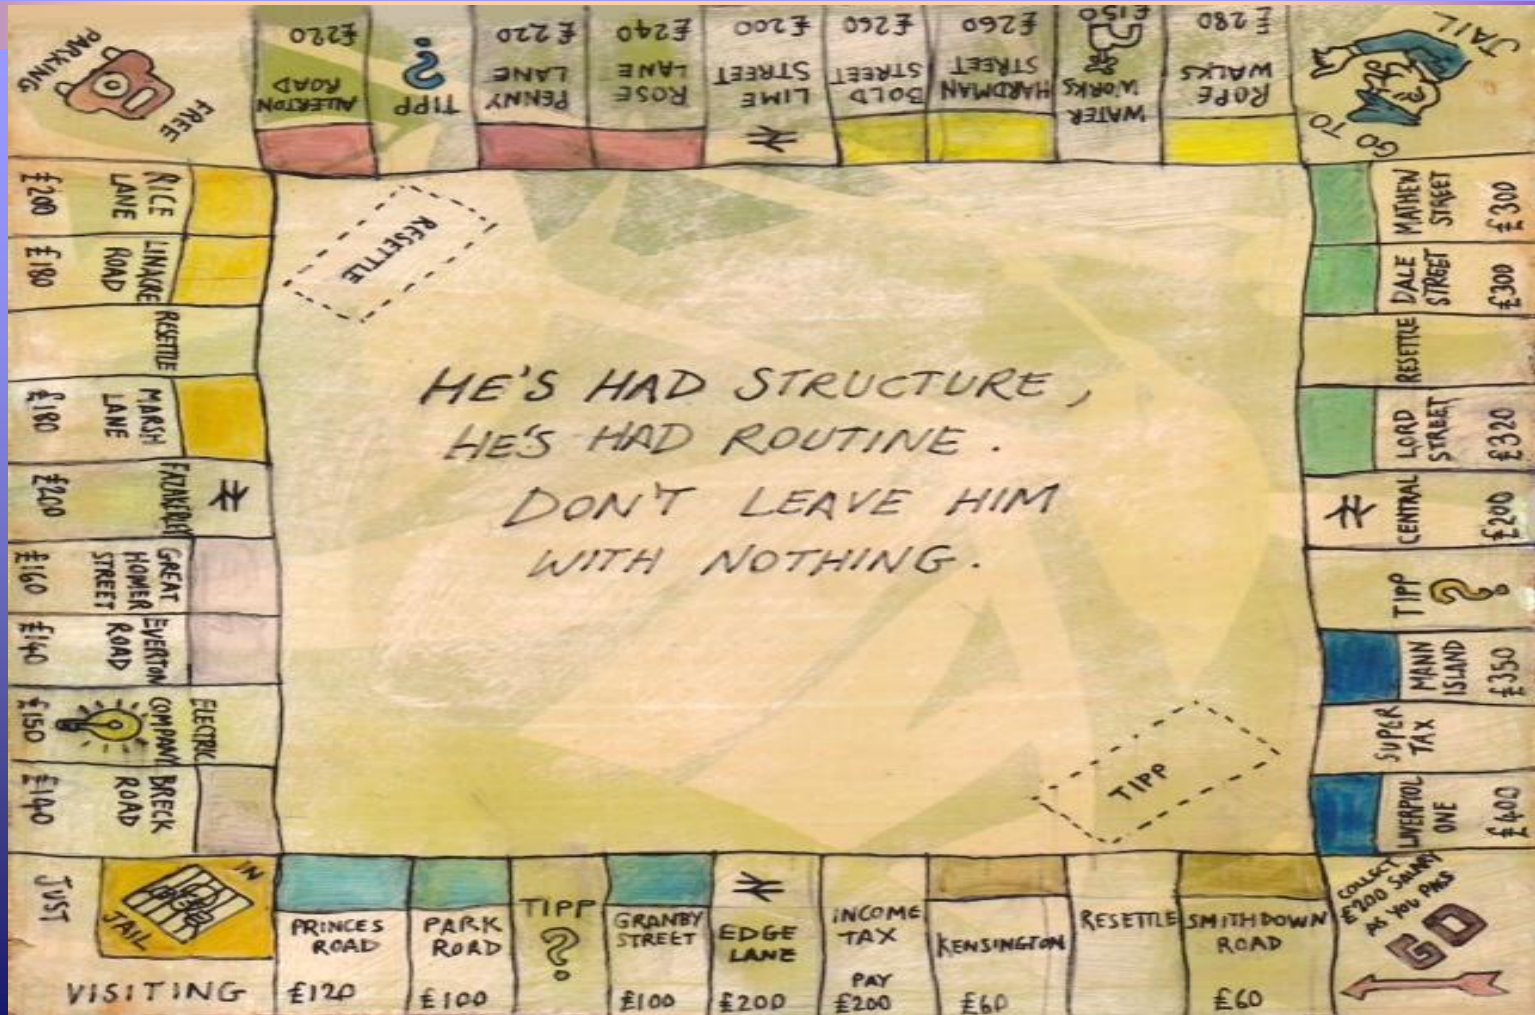 FREE
PARKING
ALLERTON
ROAD
£220
TIPP
?
PENNY
LANE
£220
ROSE
LANE
£240
LIME
STREET
£200
BOLD
STREET
£260
HARDMAN
STREET
£260
WATER
WORKS
£150
ROPE
WALKS
£280
GO TO
JAIL
RICE
LANE
£200
LINACRE
ROAD
£180
RESETTLE
MARSH
LANE
£180
FAZAKERLEY
£200
GREAT
HOMER
STREET
£160
EVERTON
ROAD
£140
ELECTRIC
COMPANY
£150
BRECK
ROAD
£140
RESETTLE
HE'S HAD STRUCTURE,
HE'S HAD ROUTINE.
DON'T LEAVE HIM
WITH NOTHING.
TIPP
MATHEW
STREET
£300
DALE
STREET
£300
RESETTLE
LORD
STREET
£320
CENTRAL
£200
TIPP
?
MANN
ISLAND
£350
SUPER
TAX
LIVERPOOL
ONE
£400
JUST
VISITING
IN
JAIL
PRINCES
ROAD
£120
PARK
ROAD
£100
TIPP
?
GRANBY
STREET
£100
EDGE
LANE
£200
INCOME
TAX
PAY
£200
KENSINGTON
£60
RESETTLE
SMITHDOWN
ROAD
£60
COLLECT
£200 SALARY
AS YOU PASS
GO